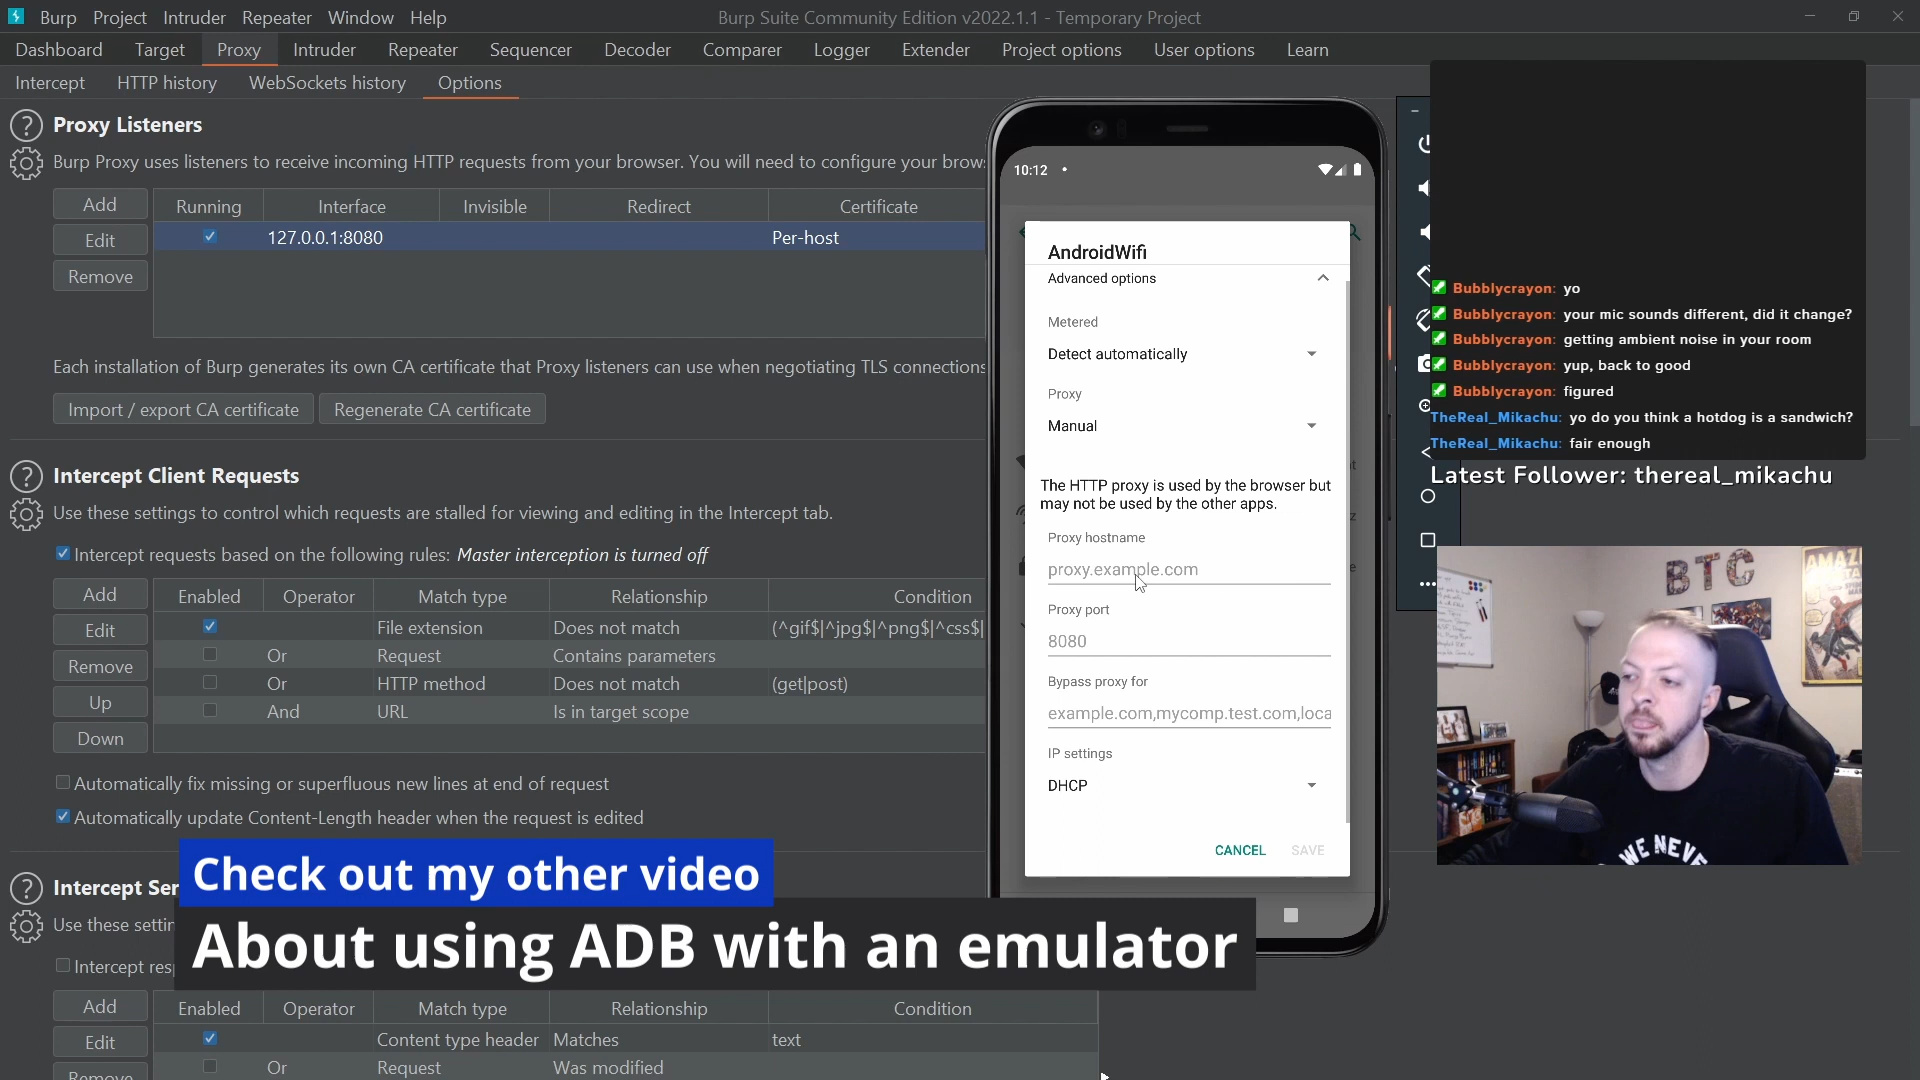 Burp Project Intruder Repeater Window Help
Burp Suite Community Edition v2022.1.1 - Temporary Project
Dashboard Target Proxy Intruder Repeater Sequencer Decoder Comparer Logger Extender Project options User options Learn
Intercept HTTP history WebSockets history Options
Proxy Listeners
Burp Proxy uses listeners to receive incoming HTTP requests from your browser. You will need to configure your brow
Add Running Interface Invisible Redirect Certificate
Edit 127.0.0.1:8080 Per-host
Remove
Each installation of Burp generates its own CA certificate that Proxy listeners can use when negotiating TLS connections
Import / export CA certificate Regenerate CA certificate
Intercept Client Requests
Use these settings to control which requests are stalled for viewing and editing in the Intercept tab.
Intercept requests based on the following rules: Master interception is turned off
Add Enabled Operator Match type Relationship Condition
Edit File extension Does not match (^gif$|^jpg$|^png$|^css$|
Or Request Contains parameters
Remove Or HTTP method Does not match (get|post)
Up And URL Is in target scope
Down
Automatically fix missing or superfluous new lines at end of request
Automatically update Content-Length header when the request is edited
Intercept Ser
Use these settin
Intercept resp
Check out my other video
About using ADB with an emulator
Add Enabled Operator Match type Relationship Condition
Edit Content type header Matches text
Remove Or Request Was modified
10:12
AndroidWifi
Advanced options
Metered
Detect automatically
Proxy
Manual
The HTTP proxy is used by the browser but
may not be used by the other apps.
Proxy hostname
proxy.example.com
Proxy port
8080
Bypass proxy for
example.com,mycomp.test.com,loca
IP settings
DHCP
CANCEL SAVE
Bubblycrayon: yo
Bubblycrayon: your mic sounds different, did it change?
Bubblycrayon: getting ambient noise in your room
Bubblycrayon: yup, back to good
Bubblycrayon: figured
TheReal_Mikachu: yo do you think a hotdog is a sandwich?
TheReal_Mikachu: fair enough
Latest Follower: thereal_mikachu
BTC
AMAZING
WE NEVE